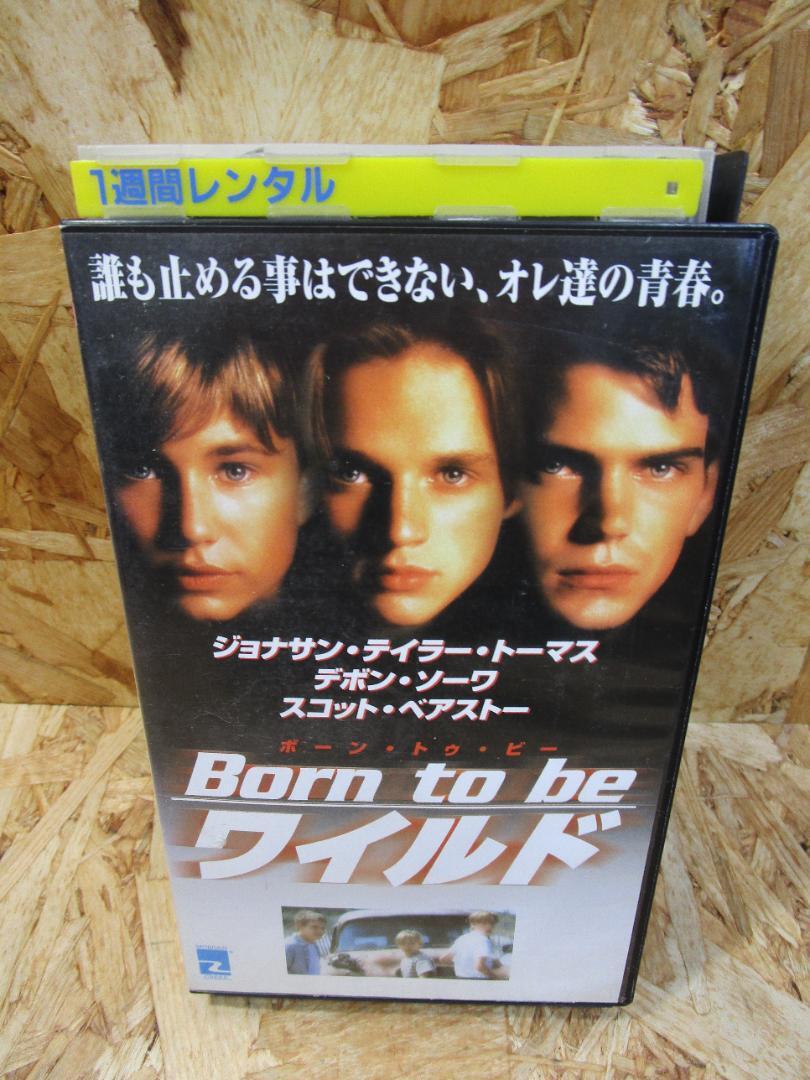 1週間レンタル
誰も止める事はできない、オレ達の青春。
ジョナサン・テイラー・トーマス
デボン・ソーワ
スコット・ベアストー
ボーン・トゥ・ビー
Born to be
ワイルド